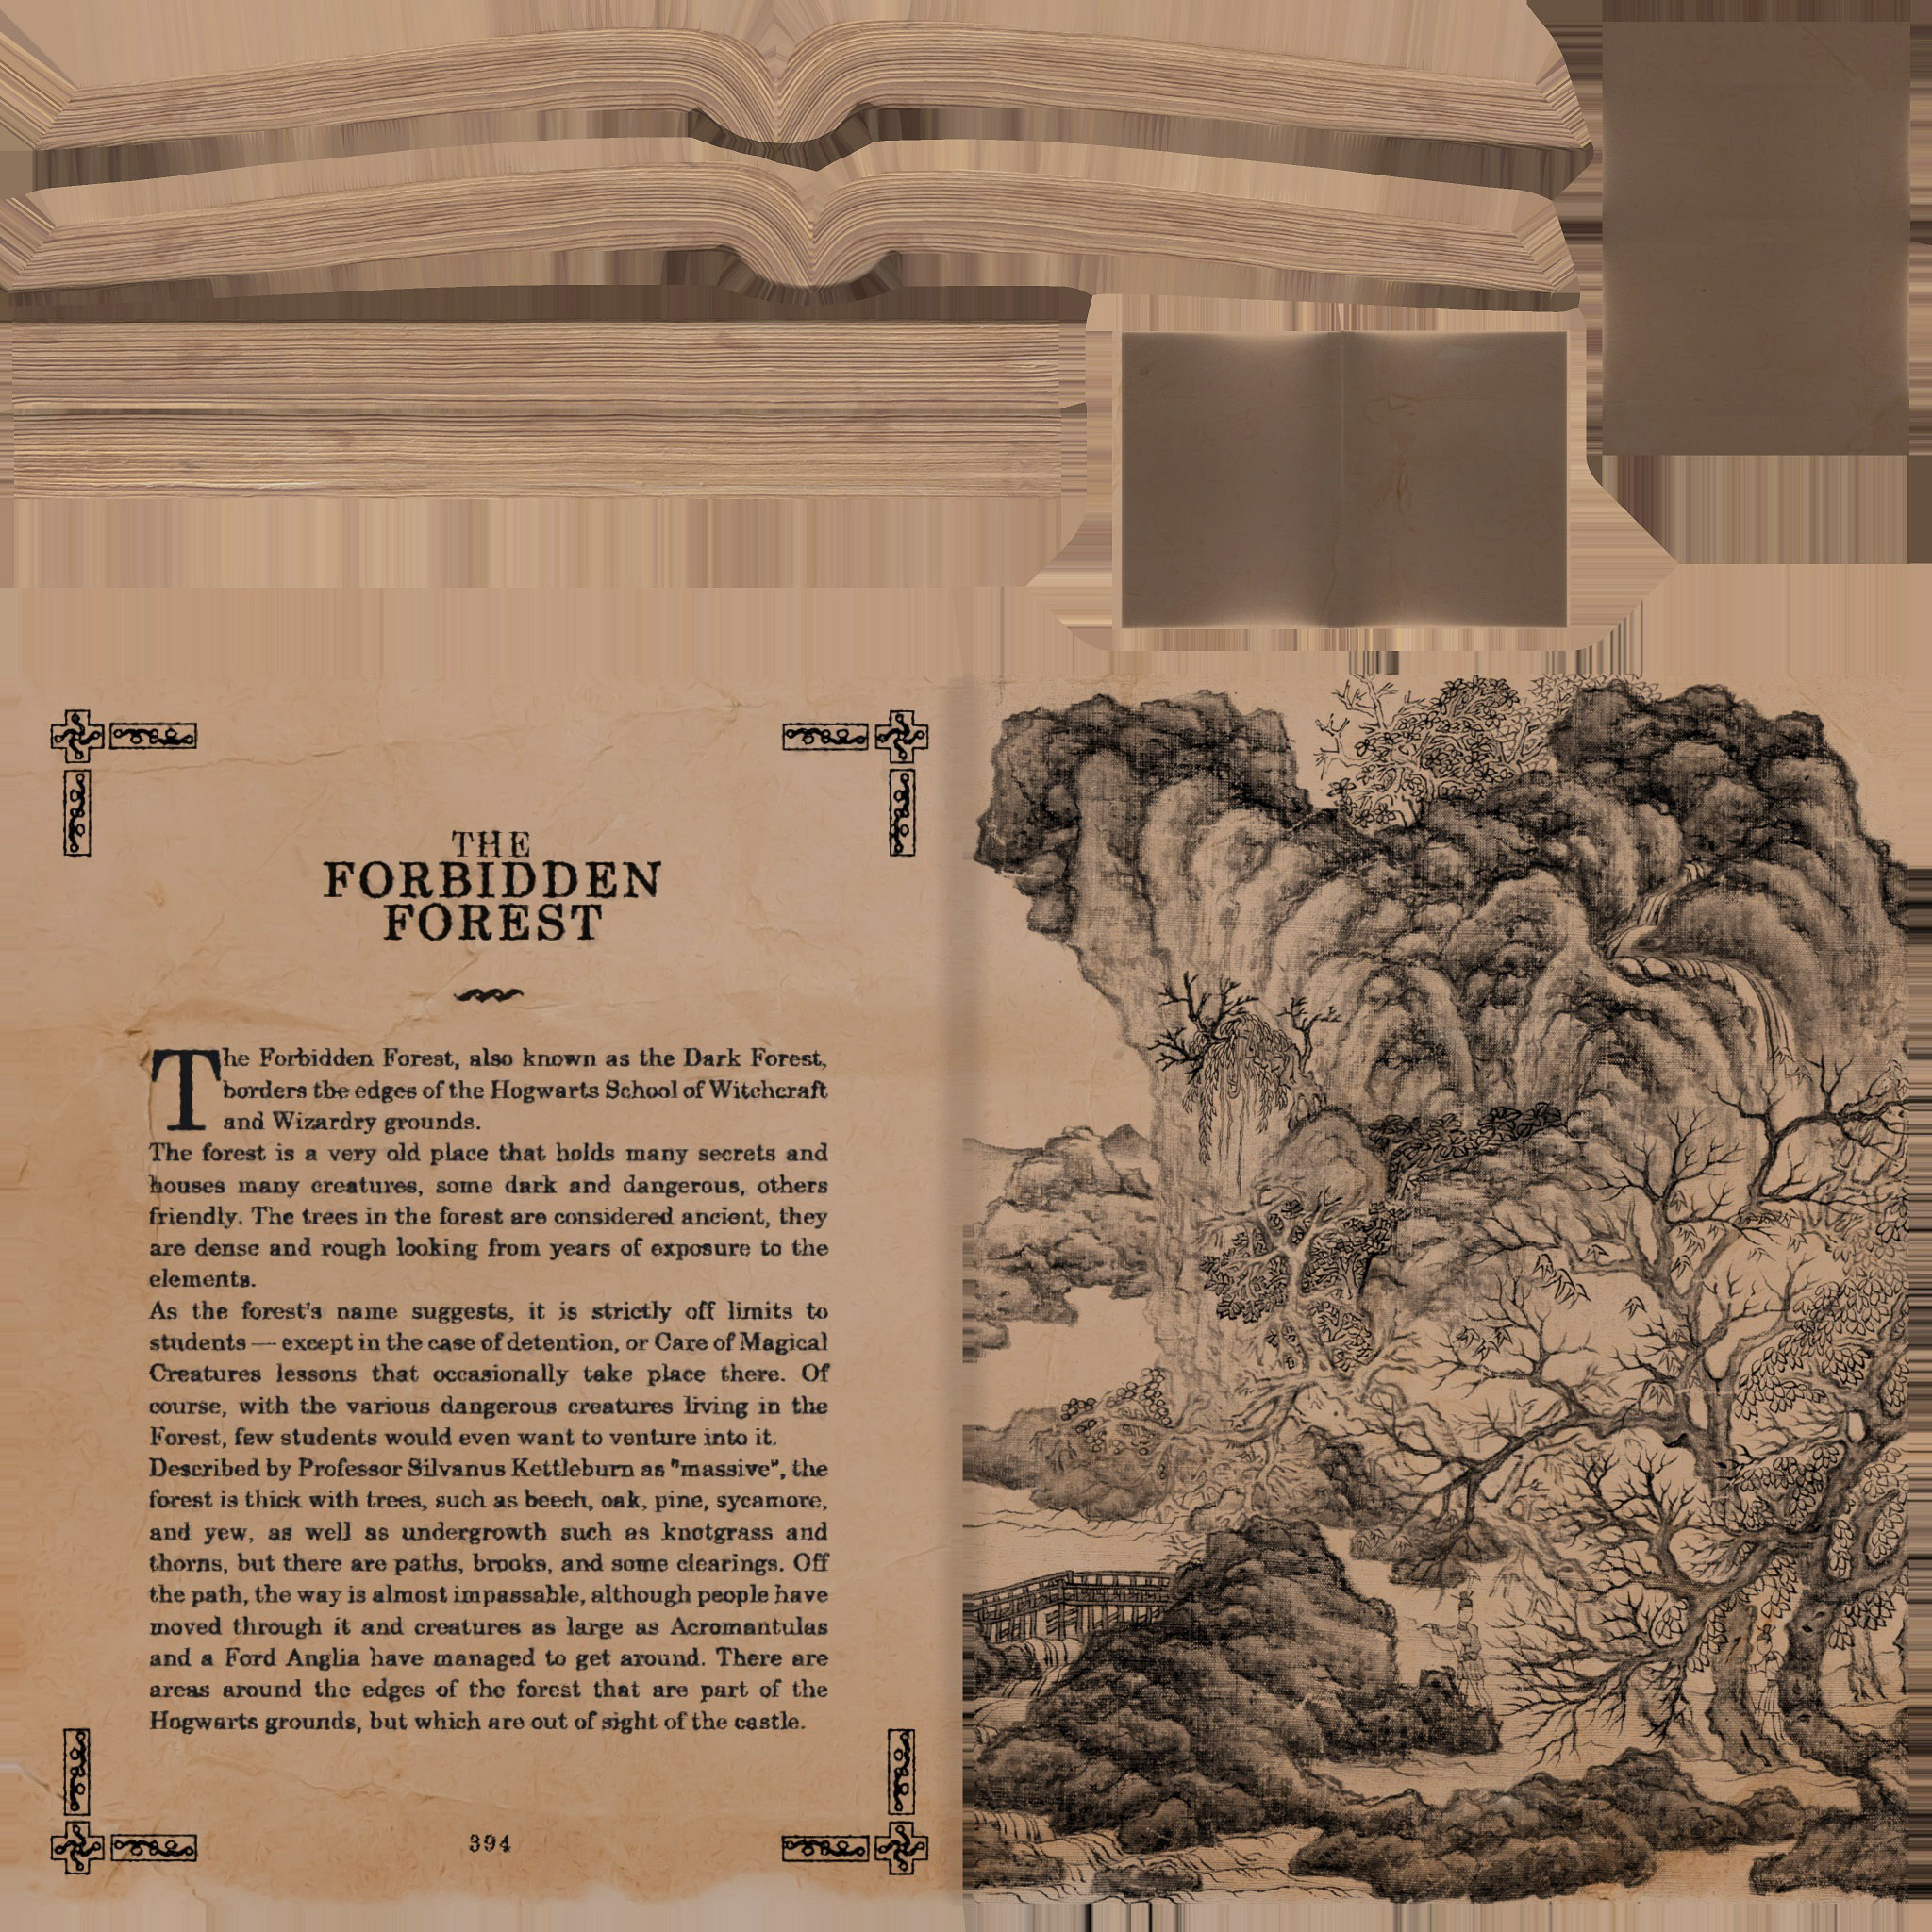 THE
FORBIDDEN
FOREST
The Forbidden Forest, also known as the Dark Forest,
borders tbe edges of the Hogwarts School of Witchcraft
and Wizardry grounds.
The forest is a very old place that holds many secrets and
houses many creatures, some dark and dangerous, others
friendly. The trees in the forest are considered ancient, they
are dense and rough looking from years of exposure to the
elements.
As the forest's name suggests, it is strictly off limits to
students — except in the case of detention, or Care of Magical
Creatures lessons that occasionally take place there. Of
course, with the various dangerous creatures living in the
Forest, few students would even want to venture into it.
Described by Professor Silvanus Kettleburn as "massive", the
forest is thick with trees, such as beech, oak, pine, sycamore,
and yew, as well as undergrowth such as knotgrass and
thorns, but there are paths, brooks, and some clearings. Off
the path, the way is almost impassable, although people have
moved through it and creatures as large as Acromantulas
and a Ford Anglia have managed to get around. There are
areas around the edges of the forest that are part of the
Hogwarts grounds, but which are out of sight of the castle.
394